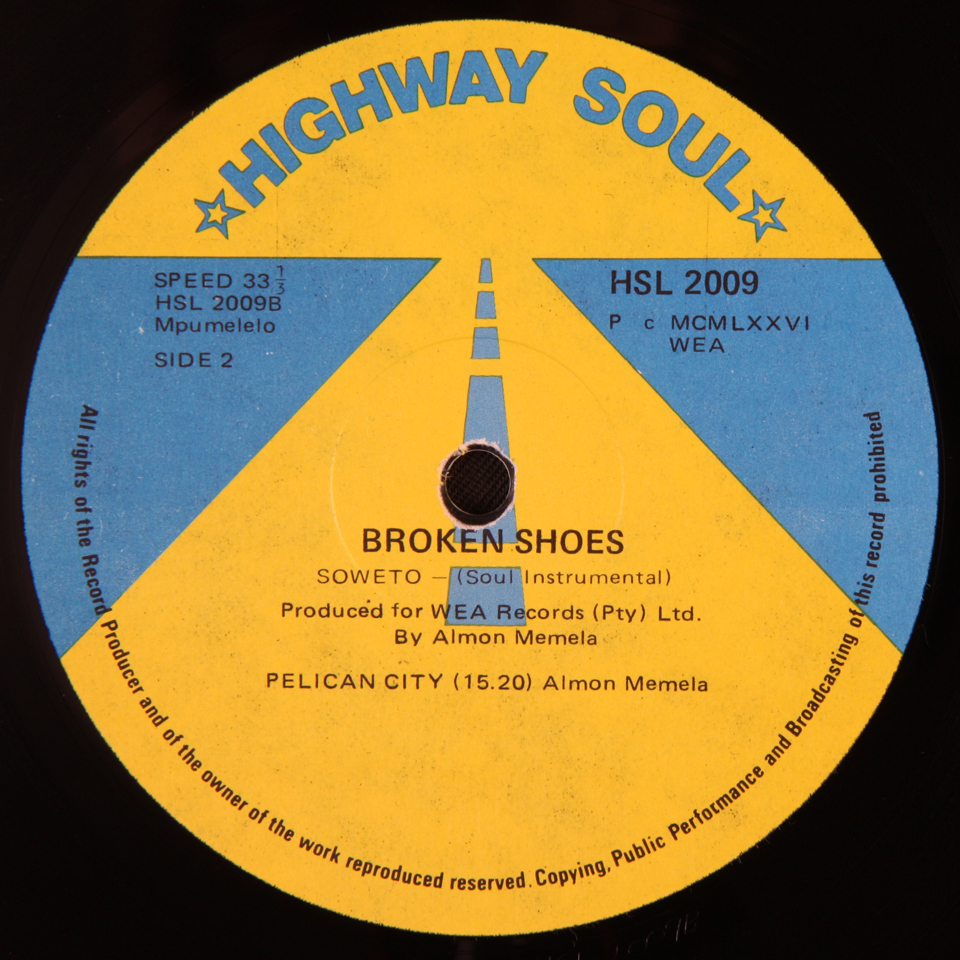 HIGHWAY SOUL
SPEED 33 1/3
HSL 2009B
Mpumelelo
SIDE 2
HSL 2009
P c MCMLXXVI
WEA
BROKEN SHOES
SOWETO – (Soul Instrumental)
Produced for WEA Records (Pty) Ltd.
By Almon Memela
PELICAN CITY (15.20) Almon Memela
All rights of the Record Producer and of the owner of the work reproduced reserved. Copying, Public Performance and Broadcasting of this record prohibited